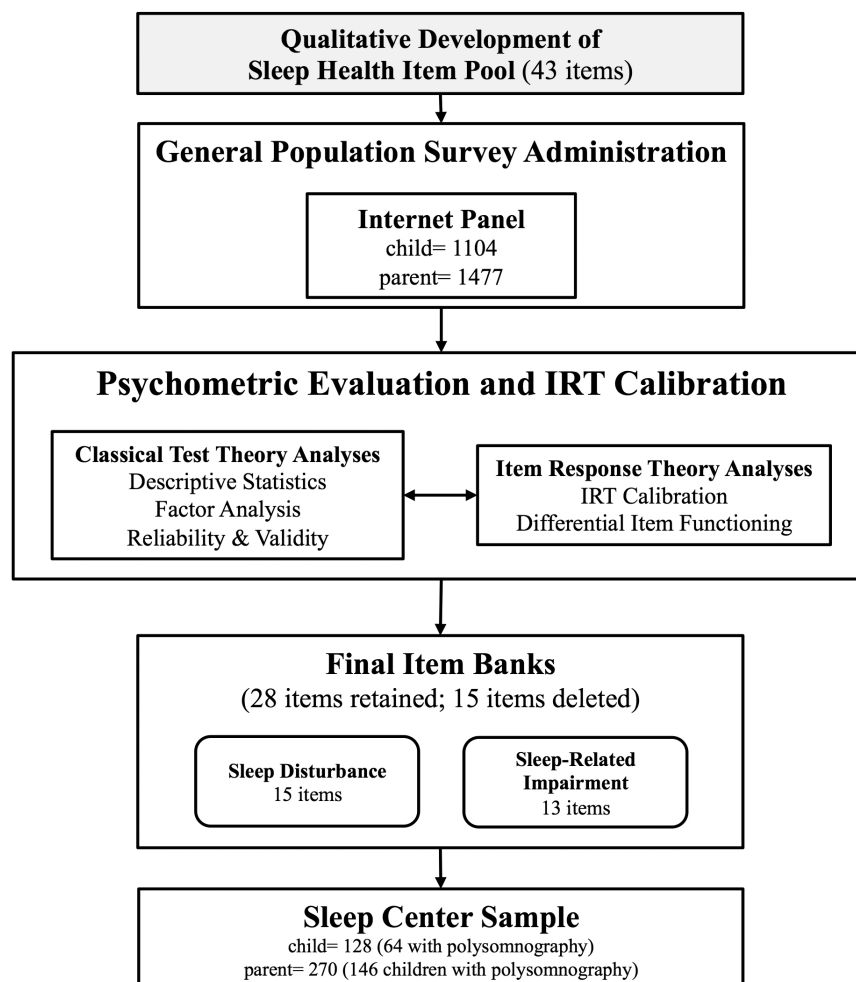 Qualitative Development of
Sleep Health Item Pool (43 items)
General Population Survey Administration
Internet Panel
child= 1104
parent= 1477
Psychometric Evaluation and IRT Calibration
Classical Test Theory Analyses
Descriptive Statistics
Factor Analysis
Reliability & Validity
Item Response Theory Analyses
IRT Calibration
Differential Item Functioning
Final Item Banks
(28 items retained; 15 items deleted)
Sleep Disturbance
15 items
Sleep-Related
Impairment
13 items
Sleep Center Sample
child= 128 (64 with polysomnography)
parent= 270 (146 children with polysomnography)